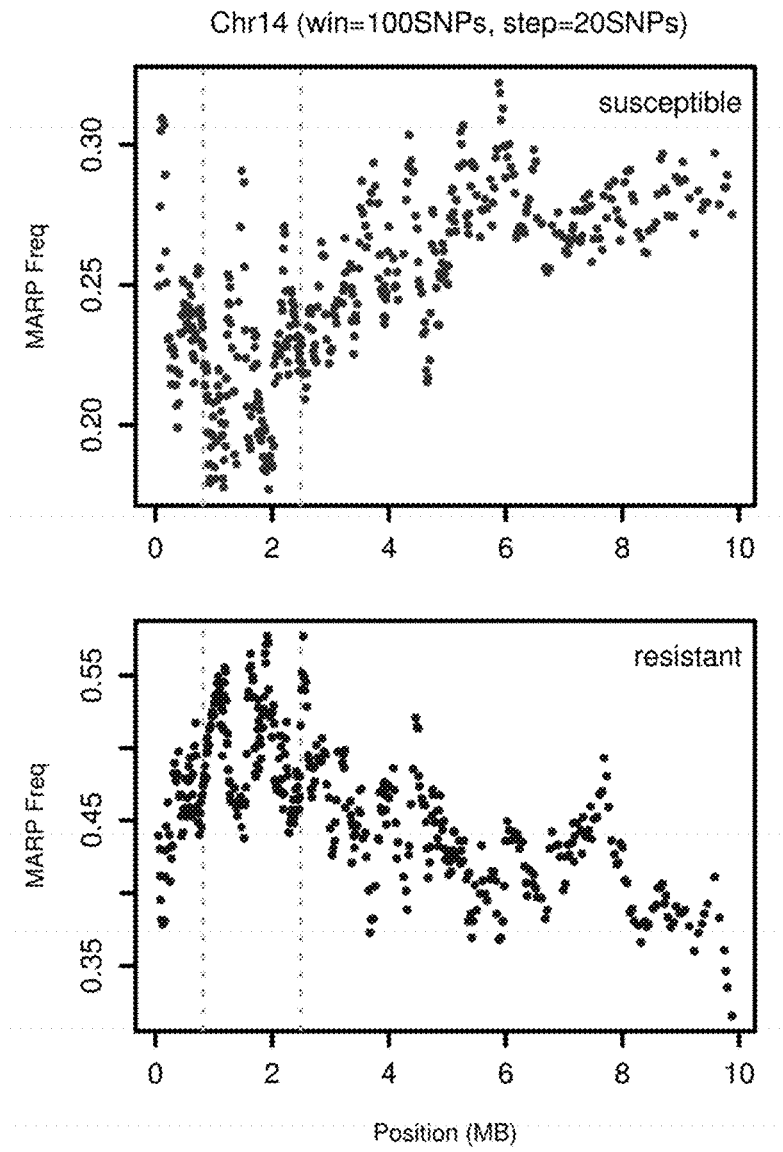 Chr14 (win=100SNPs, step=20SNPs)
susceptible
MARP Freq
0.30
0.25
0.20
0 2 4 6 8 10
resistant
MARP Freq
0.55
0.45
0.35
0 2 4 6 8 10
Position (MB)